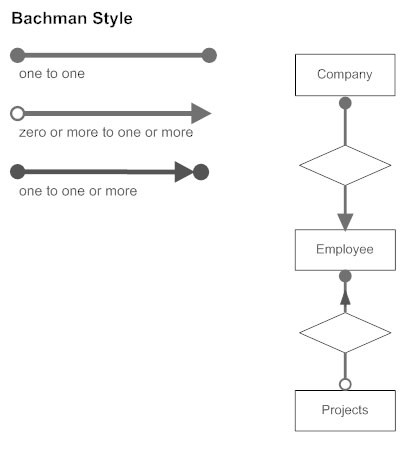 Bachman Style
one to one
zero or more to one or more
one to one or more
Company
Employee
Projects